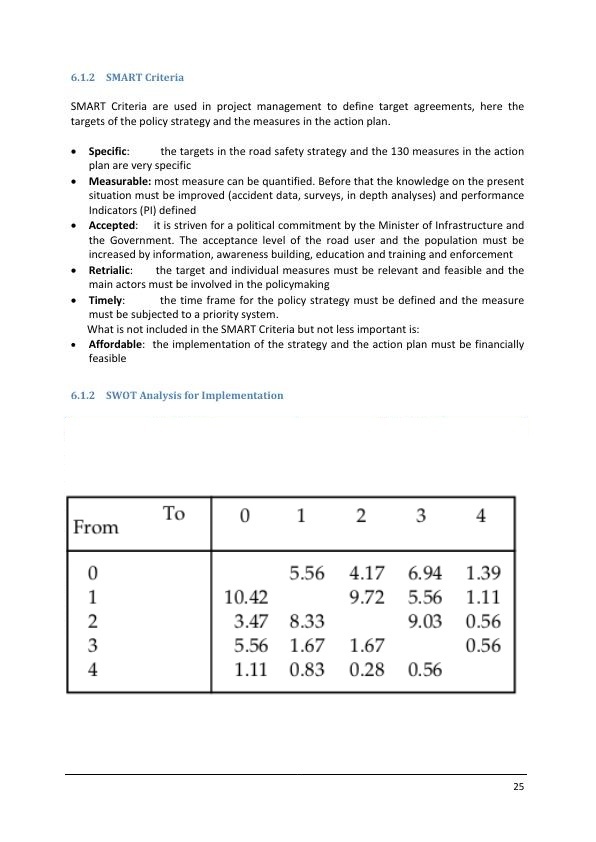 6.1.2 SMART Criteria
SMART Criteria are used in project management to define target agreements, here the
targets of the policy strategy and the measures in the action plan.
• Specific: the targets in the road safety strategy and the 130 measures in the action
plan are very specific
• Measurable: most measure can be quantified. Before that the knowledge on the present
situation must be improved (accident data, surveys, in depth analyses) and performance
Indicators (PI) defined
• Accepted: it is strived for a political commitment by the Minister of Infrastructure and
the Government. The acceptance level of the road user and the population must be
increased by information, awareness building, education and training and enforcement
• Retrialic: the target and individual measures must be relevant and feasible and the
main actors must be involved in the policymaking
• Timely: the time frame for the policy strategy must be defined and the measure
must be subjected to a priority system.
What is not included in the SMART Criteria but not less important is:
• Affordable: the implementation of the strategy and the action plan must be financially
feasible
6.1.2 SWOT Analysis for Implementation
From To 0 1 2 3 4
0 5.56 4.17 6.94 1.39
1 10.42 9.72 5.56 1.11
2 3.47 8.33 9.03 0.56
3 5.56 1.67 1.67 0.56
4 1.11 0.83 0.28 0.56
25